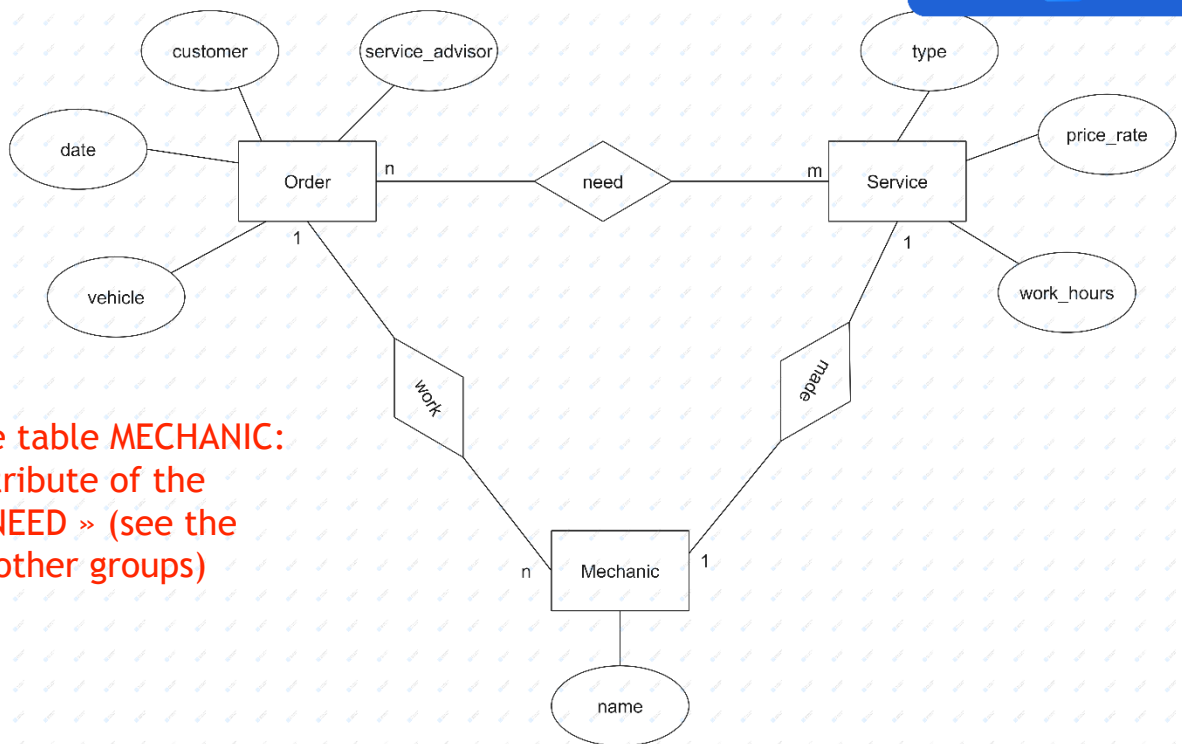 customer
service_advisor
type
date
price_rate
Order
n
need
m
Service
1
1
vehicle
work_hours
work
made
e table MECHANIC:
tribute of the
NEED » (see the
other groups)
n
Mechanic
1
name